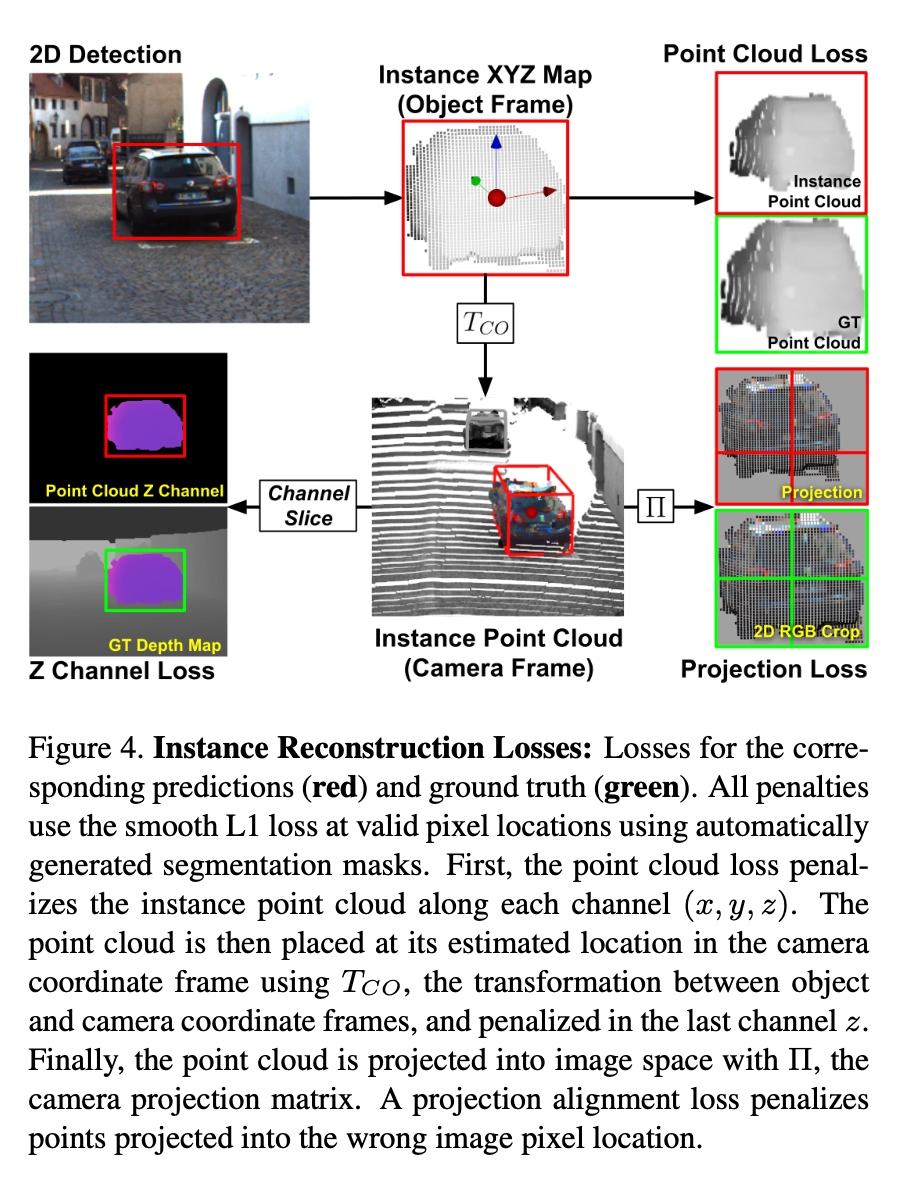 2D Detection
Instance XYZ Map
(Object Frame)
Point Cloud Loss
Instance
Point Cloud
GT
Point Cloud
T_CO
Point Cloud Z Channel
Channel
Slice
Π
Projection
GT Depth Map
2D RGB Crop
Z Channel Loss
Instance Point Cloud
(Camera Frame)
Projection Loss
Figure 4. Instance Reconstruction Losses: Losses for the corre-
sponding predictions (red) and ground truth (green). All penalties
use the smooth L1 loss at valid pixel locations using automatically
generated segmentation masks. First, the point cloud loss penal-
izes the instance point cloud along each channel (x, y, z). The
point cloud is then placed at its estimated location in the camera
coordinate frame using T_CO, the transformation between object
and camera coordinate frames, and penalized in the last channel z.
Finally, the point cloud is projected into image space with Π, the
camera projection matrix. A projection alignment loss penalizes
points projected into the wrong image pixel location.